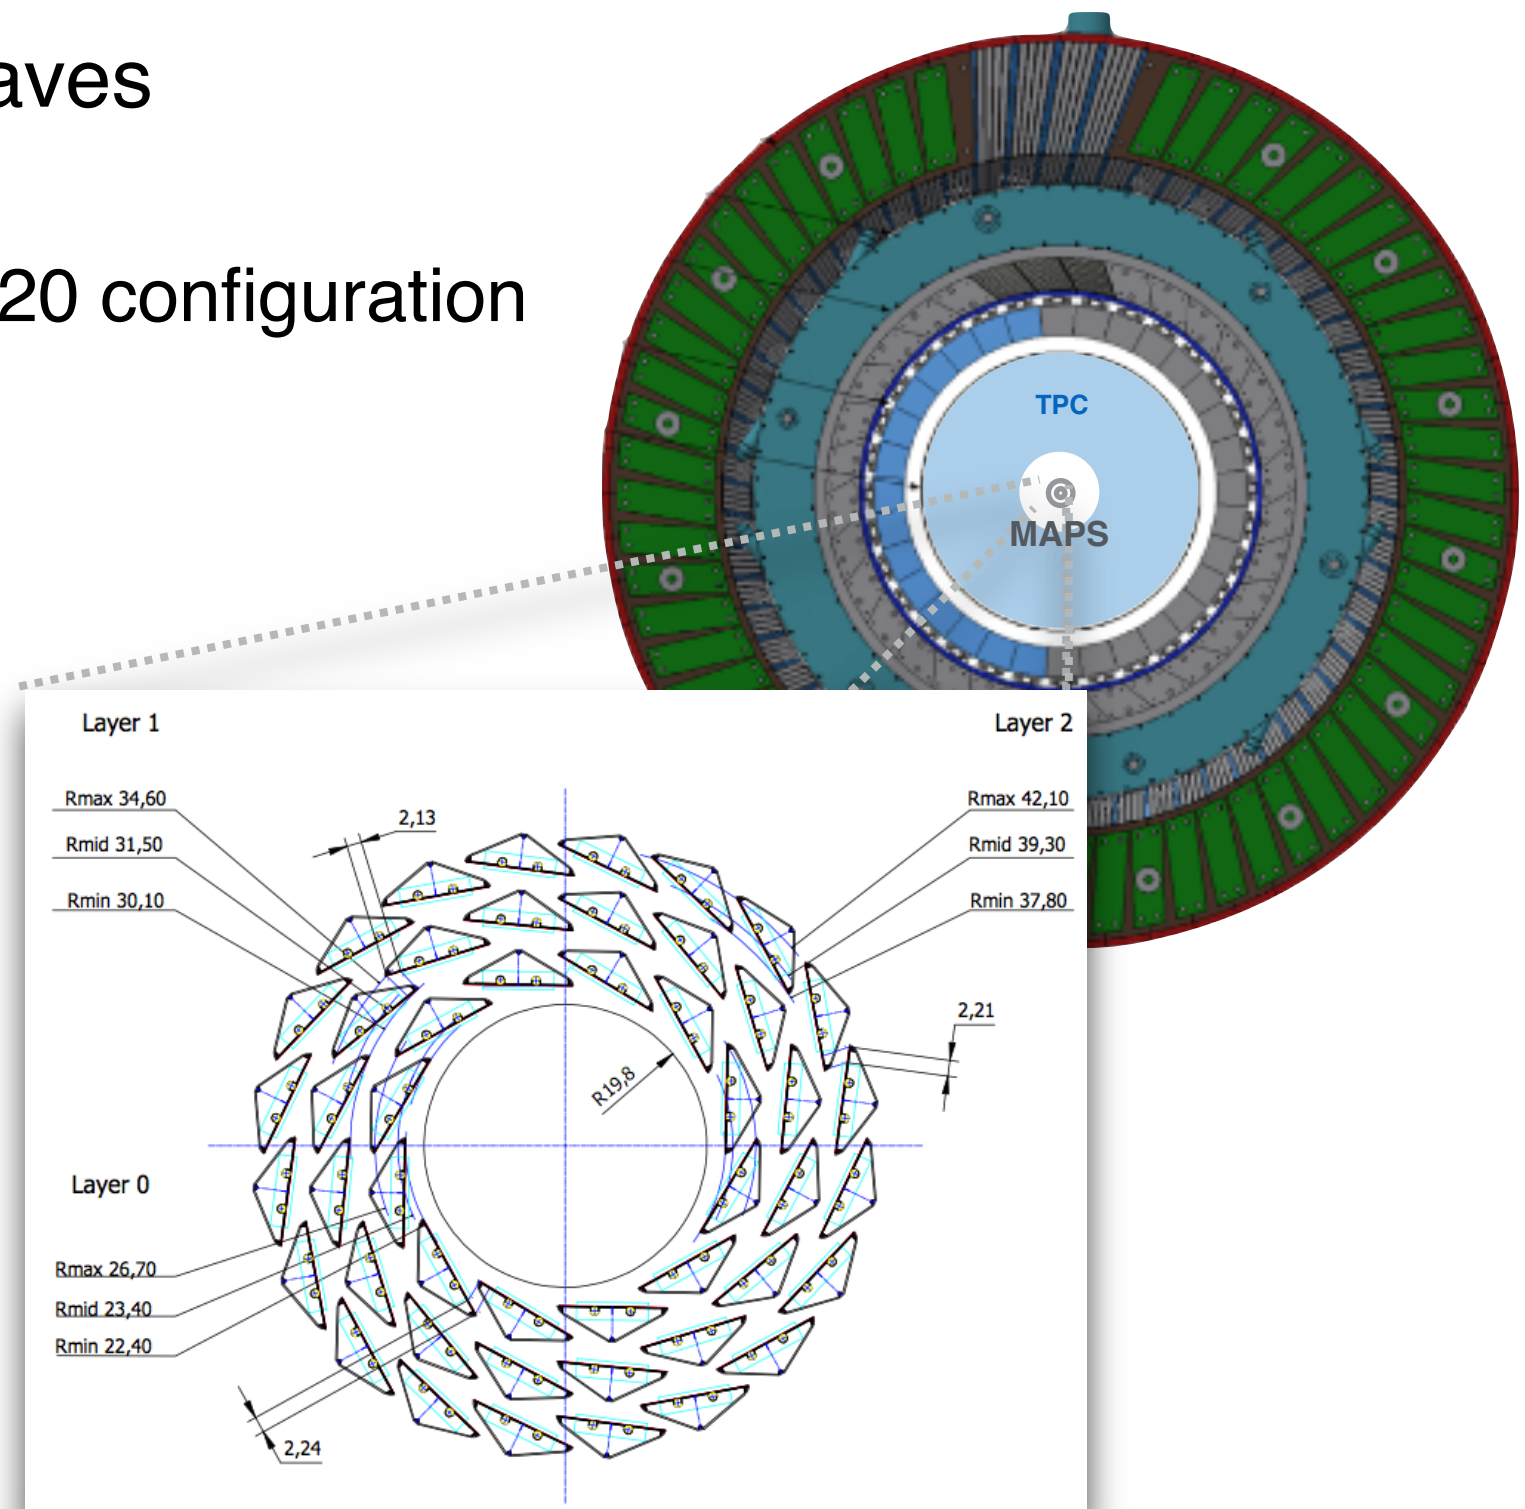 aves
20 configuration
TPC
MAPS
Layer 1
Layer 2
Rmax 34,60
Rmid 31,50
Rmin 30,10
2,13
Rmax 42,10
Rmid 39,30
Rmin 37,80
2,21
R19,8
Layer 0
Rmax 26,70
Rmid 23,40
Rmin 22,40
2,24